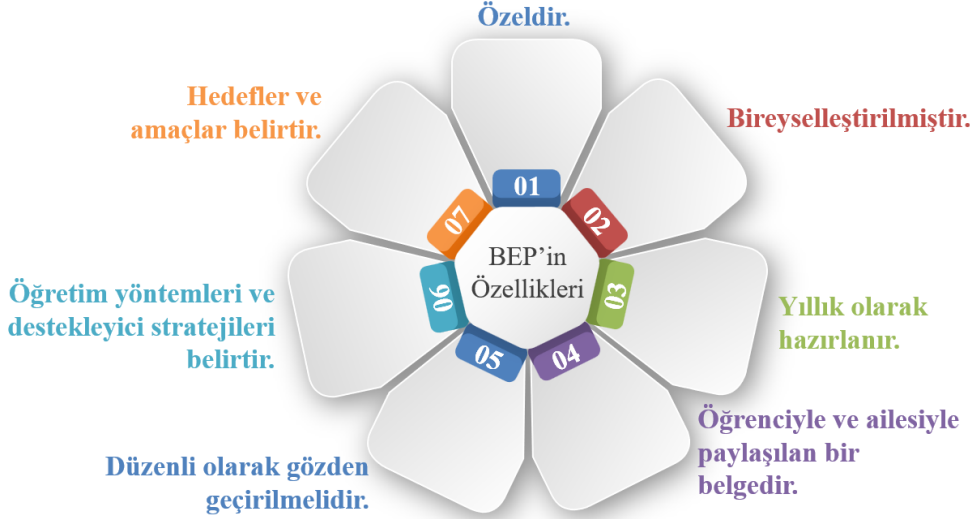 BEP’in
Özellikleri
01
Özeldir.
02
Bireyselleştirilmiştir.
03
Yıllık olarak
hazırlanır.
04
Öğrenciyle ve ailesiyle
paylaşılan bir
belgedir.
05
Düzenli olarak gözden
geçirilmelidir.
06
Öğretim yöntemleri ve
destekleyici stratejileri
belirtir.
07
Hedefler ve
amaçlar belirtir.